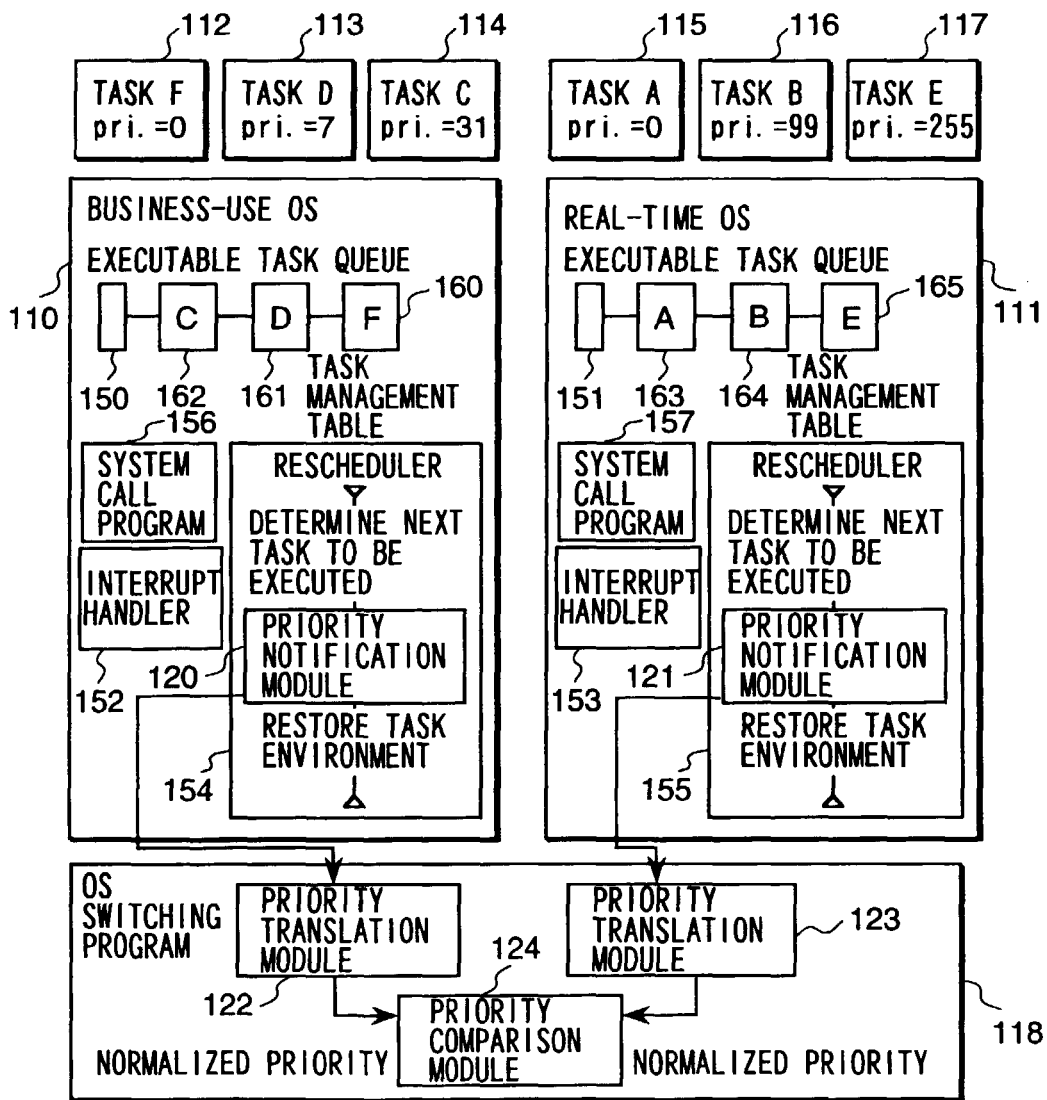 112
113
114
115
116
117
TASK F
pri. =0
TASK D
pri. =7
TASK C
pri. =31
TASK A
pri. =0
TASK B
pri. =99
TASK E
pri. =255
BUSINESS-USE OS
EXECUTABLE TASK QUEUE
110
C
D
F
160
150
162
161
TASK
MANAGEMENT
TABLE
156
SYSTEM
CALL
PROGRAM
INTERRUPT
HANDLER
152
RESCHEDULER
DETERMINE NEXT
TASK TO BE
EXECUTED
PRIORITY
NOTIFICATION
MODULE
120
RESTORE TASK
ENVIRONMENT
154
REAL-TIME OS
EXECUTABLE TASK QUEUE
111
A
B
E
165
151
163
164
TASK
MANAGEMENT
TABLE
157
SYSTEM
CALL
PROGRAM
INTERRUPT
HANDLER
153
RESCHEDULER
DETERMINE NEXT
TASK TO BE
EXECUTED
PRIORITY
NOTIFICATION
MODULE
121
RESTORE TASK
ENVIRONMENT
155
OS
SWITCHING
PROGRAM
PRIORITY
TRANSLATION
MODULE
122
PRIORITY
TRANSLATION
MODULE
123
124
PRIORITY
COMPARISON
MODULE
118
NORMALIZED PRIORITY
NORMALIZED PRIORITY